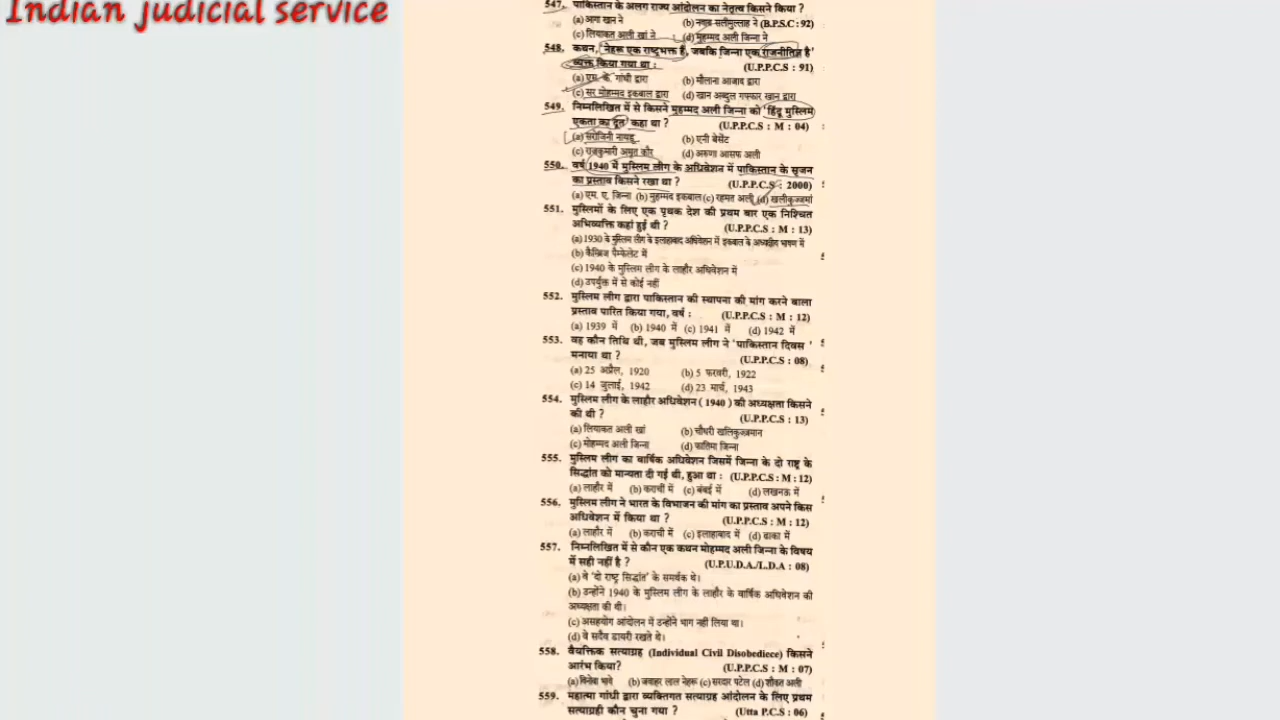 Indian judicial service
547. पाकिस्तान के अलग राज्य आंदोलन का नेतृत्व किसने किया ?
(a) आगा खान ने (b) नवाब सलीमुल्लाह ने (B.P.S.C : 92)
(c) लियाकत अली खां ने (d) मुहम्मद अली जिन्ना ने
548. कथन, 'नेहरू एक राष्ट्रभक्त है, जबकि जिन्ना एक राजनीतिज्ञ है'
व्यक्त किया गया था : (U.P.P.C.S : 91)
(a) एम. के. गांधी द्वारा (b) मौलाना आजाद द्वारा
(c) सर मोहम्मद इकबाल द्वारा (d) खान अब्दुल गफ्फार खान द्वारा
549. निम्नलिखित में से किसने मुहम्मद अली जिन्ना को 'हिंदू मुस्लिम
एकता का दूत' कहा था ? (U.P.P.C.S : M : 04)
(a) सरोजिनी नायडू (b) एनी बेसेंट
(c) राजकुमारी अमृत कौर (d) अरुणा आसफ अली
550. वर्ष 1940 में मुस्लिम लीग के अधिवेशन में पाकिस्तान के सृजन
का प्रस्ताव किसने रखा था ? (U.P.P.C.S : 2000)
(a) एम. ए. जिन्ना (b) मुहम्मद इकबाल (c) रहमत अली (d) खलीकुज्जमां
551. मुस्लिमों के लिए एक पृथक देश की प्रथम बार एक निश्चित
अभिव्यक्ति कहां हुई थी ? (U.P.P.C.S : M : 13)
(a) 1930 के मुस्लिम लीग के इलाहाबाद अधिवेशन में इकबाल के अध्यक्षीय भाषण में
(b) कैम्ब्रिज पैम्फलेट में
(c) 1940 के मुस्लिम लीग के लाहौर अधिवेशन में
(d) उपर्युक्त में से कोई नहीं
552. मुस्लिम लीग द्वारा पाकिस्तान की स्थापना की मांग करने वाला
प्रस्ताव पारित किया गया, वर्ष : (U.P.P.C.S : M : 12)
(a) 1939 में (b) 1940 में (c) 1941 में (d) 1942 में
553. वह कौन तिथि थी, जब मुस्लिम लीग ने 'पाकिस्तान दिवस '
मनाया था ? (U.P.P.C.S : 08)
(a) 25 अप्रैल, 1920 (b) 5 फरवरी, 1922
(c) 14 जुलाई, 1942 (d) 23 मार्च, 1943
554. मुस्लिम लीग के लाहौर अधिवेशन ( 1940 ) की अध्यक्षता किसने
की थी ? (U.P.P.C.S : 13)
(a) लियाकत अली खां (b) चौधरी खलिकुज्जमान
(c) मोहम्मद अली जिन्ना (d) फातिमा जिन्ना
555. मुस्लिम लीग का वार्षिक अधिवेशन जिसमें जिन्ना के दो राष्ट्र के
सिद्धांत को मान्यता दी गई थी, हुआ था : (U.P.P.C.S : M : 12)
(a) लाहौर में (b) कराची में (c) बंबई में (d) लखनऊ में
556. मुस्लिम लीग ने भारत के विभाजन की मांग का प्रस्ताव अपने किस
अधिवेशन में किया था ? (U.P.P.C.S : M : 12)
(a) लाहौर में (b) कराची में (c) इलाहाबाद में (d) ढाका में
557. निम्नलिखित में से कौन एक कथन मोहम्मद अली जिन्ना के विषय
में सही नहीं है ? (U.P.U.D.A./L.D.A : 08)
(a) वे 'दो राष्ट्र सिद्धांत' के समर्थक थे।
(b) उन्होंने 1940 के मुस्लिम लीग के लाहौर के वार्षिक अधिवेशन की
अध्यक्षता की थी।
(c) असहयोग आंदोलन में उन्होंने भाग नहीं लिया था।
(d) वे सदैव डायरी रखते थे।
558. वैयक्तिक सत्याग्रह (Individual Civil Disobediece) किसने
आरंभ किया? (U.P.P.C.S : M : 07)
(a) विनोबा भावे (b) जवाहर लाल नेहरू (c) सरदार पटेल (d) शौकत अली
559. महात्मा गांधी द्वारा व्यक्तिगत सत्याग्रह आंदोलन के लिए प्रथम
सत्याग्रही कौन चुना गया ? (Utta P.C.S : 06)